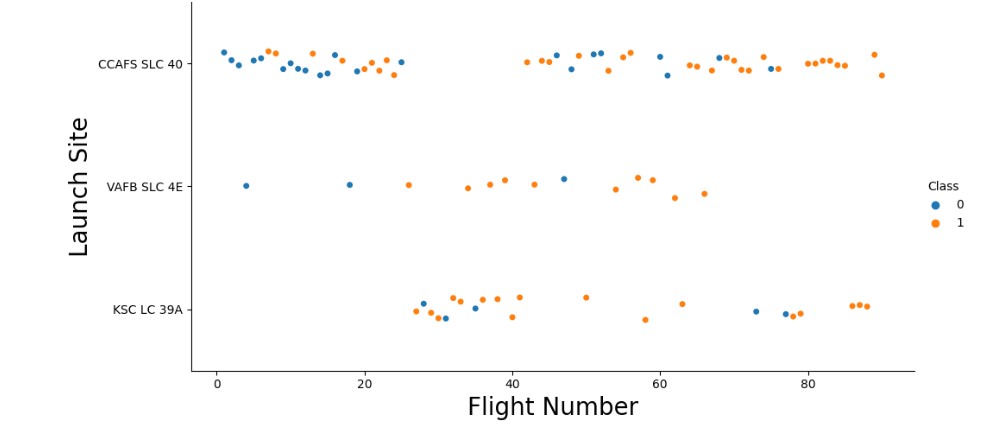 CCAFS SLC 40
VAFB SLC 4E
KSC LC 39A
Launch Site
0 20 40 60 80
Flight Number
Class
0
1